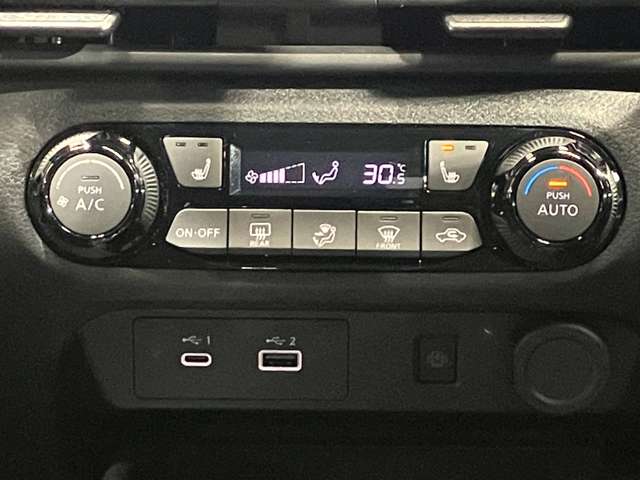 PUSH
A/C
30.5°C
PUSH
AUTO
ON·OFF
REAR
FRONT
1
2